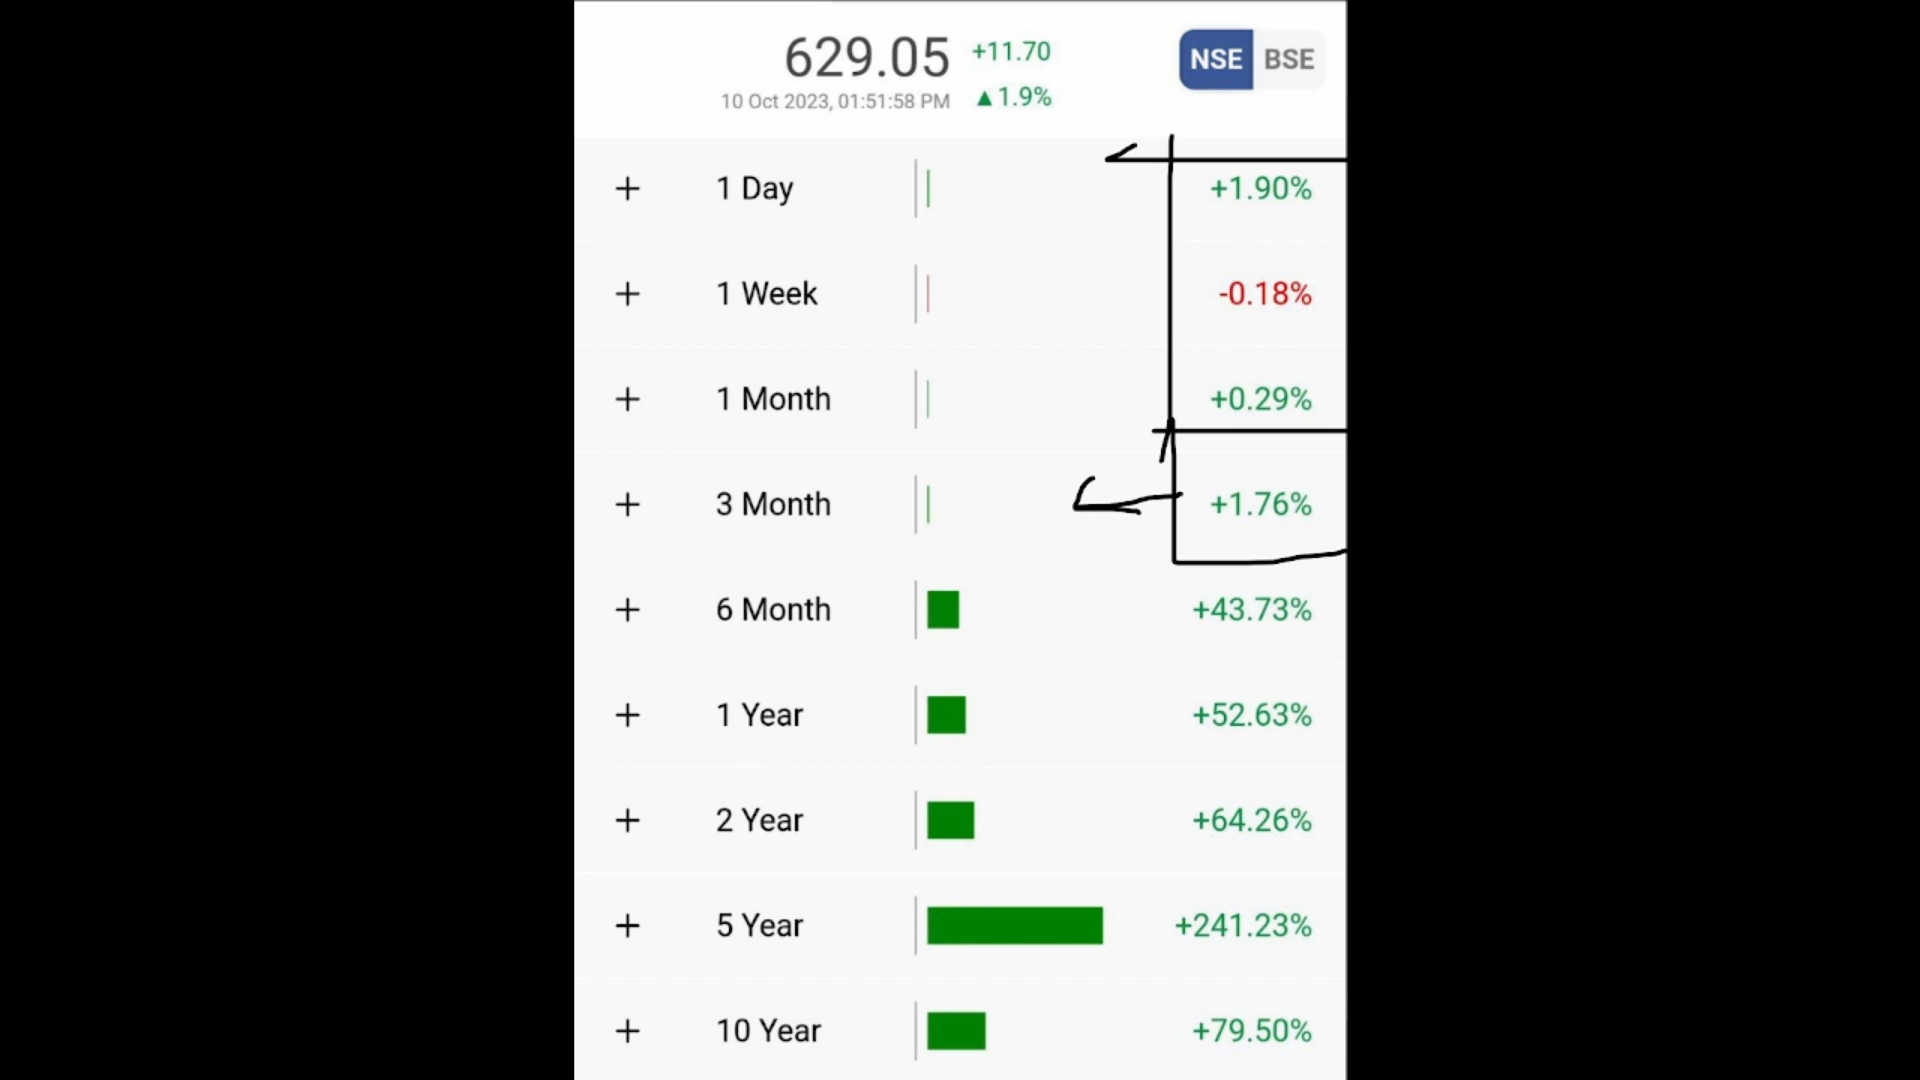 629.05 +11.70 NSE BSE
10 Oct 2023, 01:51:58 PM ▲1.9%
+ 1 Day +1.90%
+ 1 Week -0.18%
+ 1 Month +0.29%
+ 3 Month +1.76%
+ 6 Month +43.73%
+ 1 Year +52.63%
+ 2 Year +64.26%
+ 5 Year +241.23%
+ 10 Year +79.50%